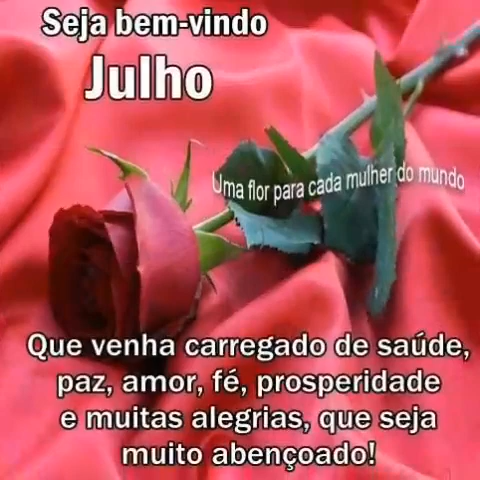 Seja bem-vindo
Julho
Uma flor para cada mulher do mundo
Que venha carregado de saúde,
paz, amor, fé, prosperidade
e muitas alegrias, que seja
muito abençoado!